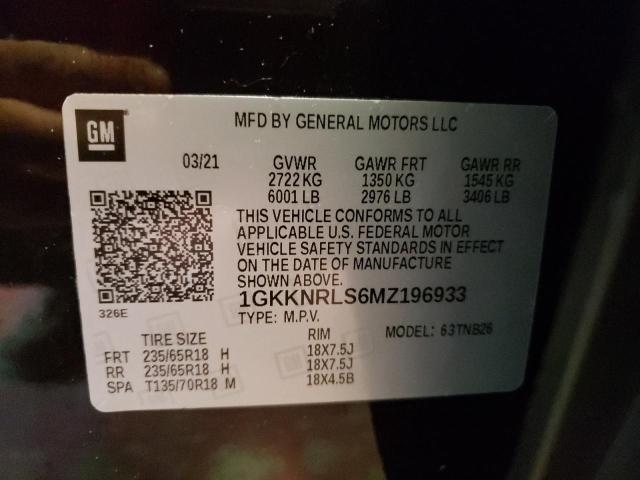 GM
MFD BY GENERAL MOTORS LLC
03/21 GVWR GAWR FRT GAWR RR
2722 KG 1350 KG 1545 KG
6001 LB 2976 LB 3406 LB
THIS VEHICLE CONFORMS TO ALL
APPLICABLE U.S. FEDERAL MOTOR
VEHICLE SAFETY STANDARDS IN EFFECT
ON THE DATE OF MANUFACTURE
SHOWN ABOVE.
326E
1GKKNRLS6MZ196933
TYPE: M.P.V. MODEL: 63TNB26
TIRE SIZE RIM
FRT 235/65R18 H 18X7.5J
RR 235/65R18 H 18X7.5J
SPA T135/70R18 M 18X4.5B